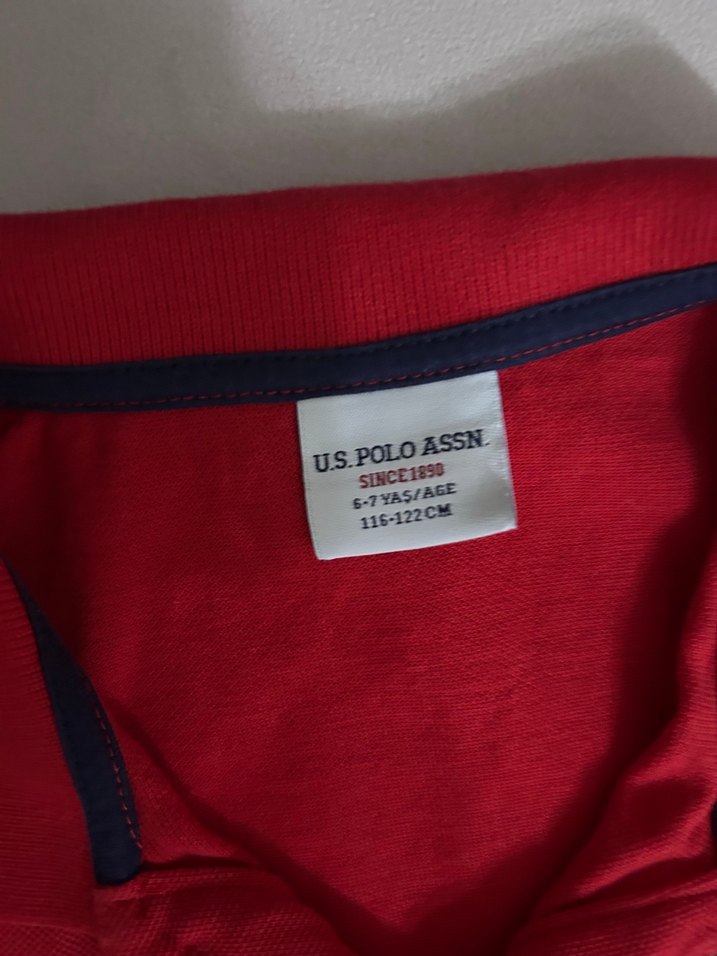 U.S. POLO ASSN.
SINCE 1890
6-7 YAŞ/AGE
116-122 CM